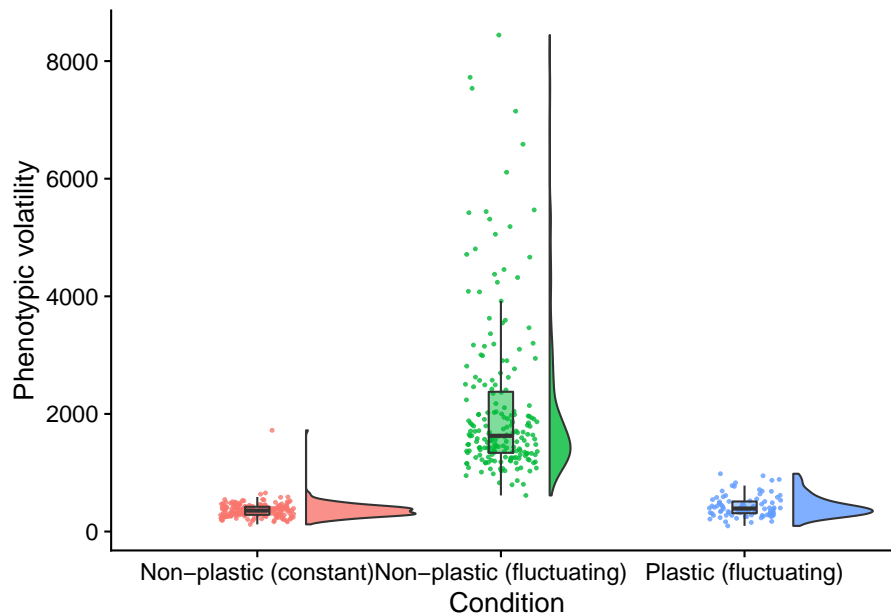 Phenotypic volatility
8000
6000
4000
2000
0
Non−plastic (constant)
Non−plastic (fluctuating)
Plastic (fluctuating)
Condition